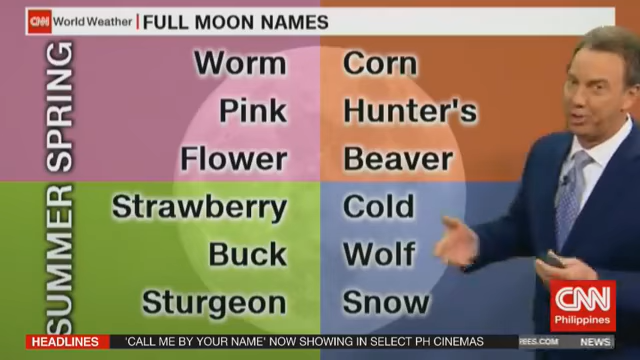 CNN World Weather FULL MOON NAMES
SPRING
SUMMER
Worm
Pink
Flower
Strawberry
Buck
Sturgeon
Corn
Hunter's
Beaver
Cold
Wolf
Snow
CNN
Philippines
HEADLINES 'CALL ME BY YOUR NAME' NOW SHOWING IN SELECT PH CINEMAS NEWS